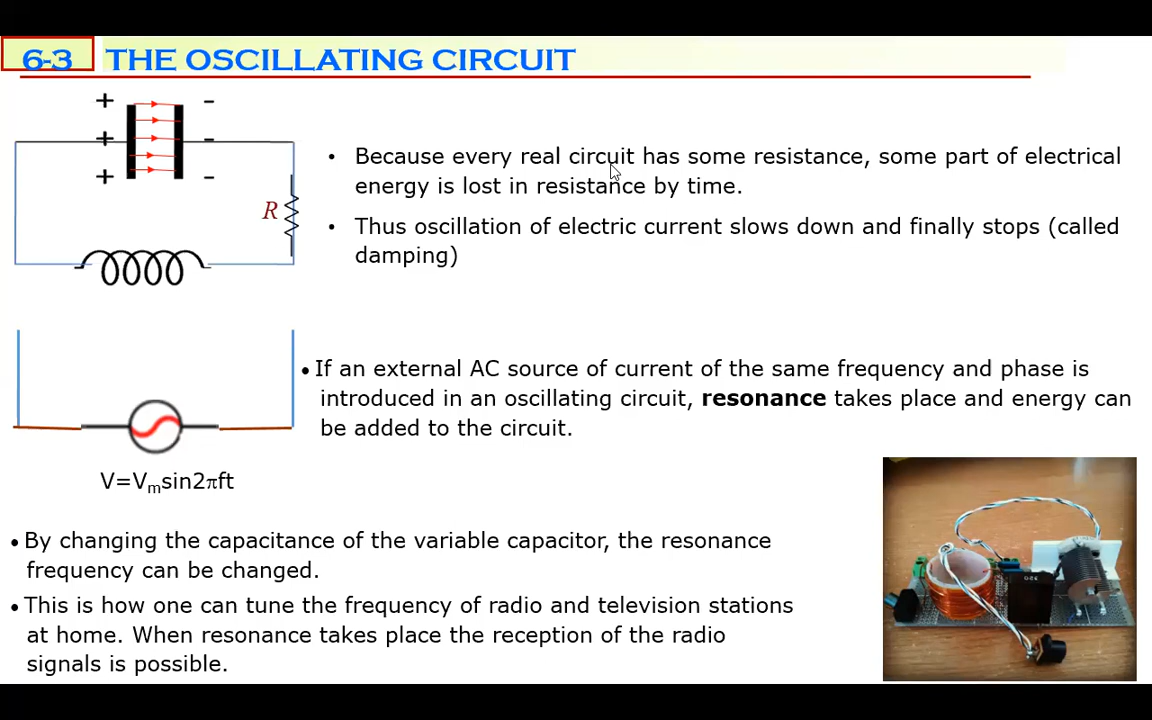 6-3 THE OSCILLATING CIRCUIT
+ -
+ -
+ -
R
• Because every real circuit has some resistance, some part of electrical
energy is lost in resistance by time.
• Thus oscillation of electric current slows down and finally stops (called
damping)
• If an external AC source of current of the same frequency and phase is
introduced in an oscillating circuit, resonance takes place and energy can
be added to the circuit.
V=Vmsin2πft
• By changing the capacitance of the variable capacitor, the resonance
frequency can be changed.
• This is how one can tune the frequency of radio and television stations
at home. When resonance takes place the reception of the radio
signals is possible.